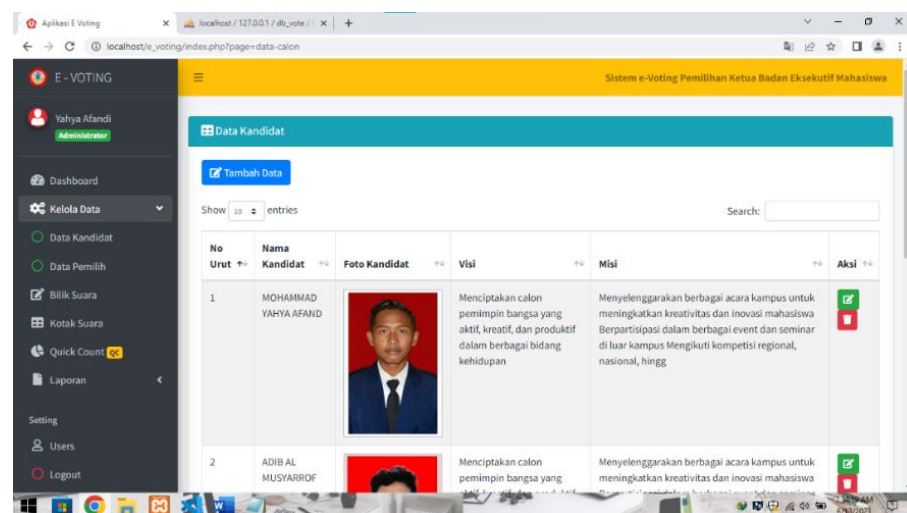 Aplikasi E Voting
localhost / 127.0.0.1 / db_vote /
localhost/e_voting/index.php?page=data-calon
E - VOTING
Sistem e-Voting Pemilihan Ketua Badan Eksekutif Mahasiswa
Yahya Afandi
Administrator
Dashboard
Kelola Data
Data Kandidat
Data Pemilih
Bilik Suara
Kotak Suara
Quick Count QC
Laporan
Setting
Users
Logout
Data Kandidat
Tambah Data
Show 10 entries
Search:
No
Urut
Nama
Kandidat
Foto Kandidat
Visi
Misi
Aksi
1
MOHAMMAD
YAHYA AFAND
Menciptakan calon
pemimpin bangsa yang
aktif, kreatif, dan produktif
dalam berbagai bidang
kehidupan
Menyelenggarakan berbagai acara kampus untuk
meningkatkan kreativitas dan inovasi mahasiswa
Berpartisipasi dalam berbagai event dan seminar
di luar kampus Mengikuti kompetisi regional,
nasional, hingg
2
ADIB AL
MUSYARROF
Menciptakan calon
pemimpin bangsa yang
Menyelenggarakan berbagai acara kampus untuk
meningkatkan kreativitas dan inovasi mahasiswa